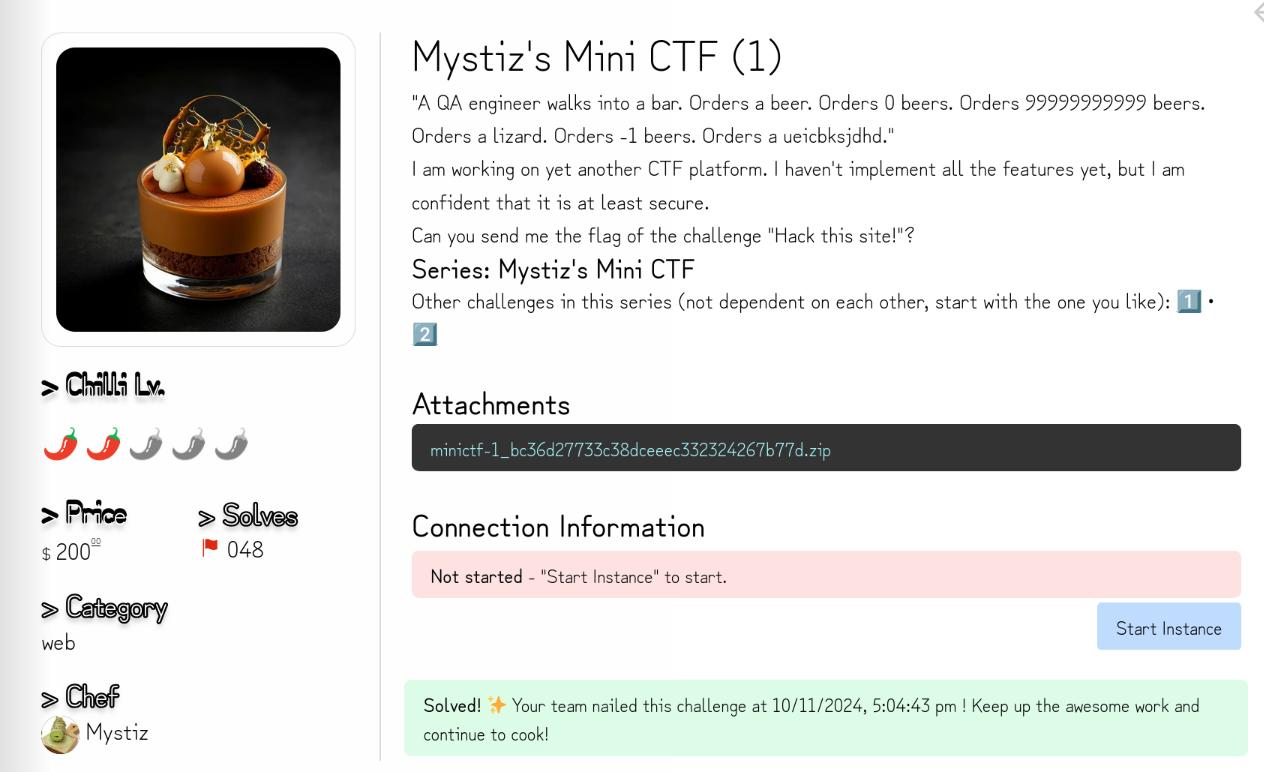 Mystiz's Mini CTF (1)
"A QA engineer walks into a bar. Orders a beer. Orders 0 beers. Orders 99999999999 beers.
Orders a lizard. Orders -1 beers. Orders a ueicbksjdhd."
I am working on yet another CTF platform. I haven't implement all the features yet, but I am
confident that it is at least secure.
Can you send me the flag of the challenge "Hack this site!"?
Series: Mystiz's Mini CTF
Other challenges in this series (not dependent on each other, start with the one you like): 1️⃣ •
2️⃣
> Chilli Lv.
> Price
$ 200 00
> Solves
048
> Category
web
> Chef
Mystiz
Attachments
minictf-1_bc36d27733c38dceeec332324267b77d.zip
Connection Information
Not started - "Start Instance" to start.
Start Instance
Solved! ✨ Your team nailed this challenge at 10/11/2024, 5:04:43 pm ! Keep up the awesome work and
continue to cook!